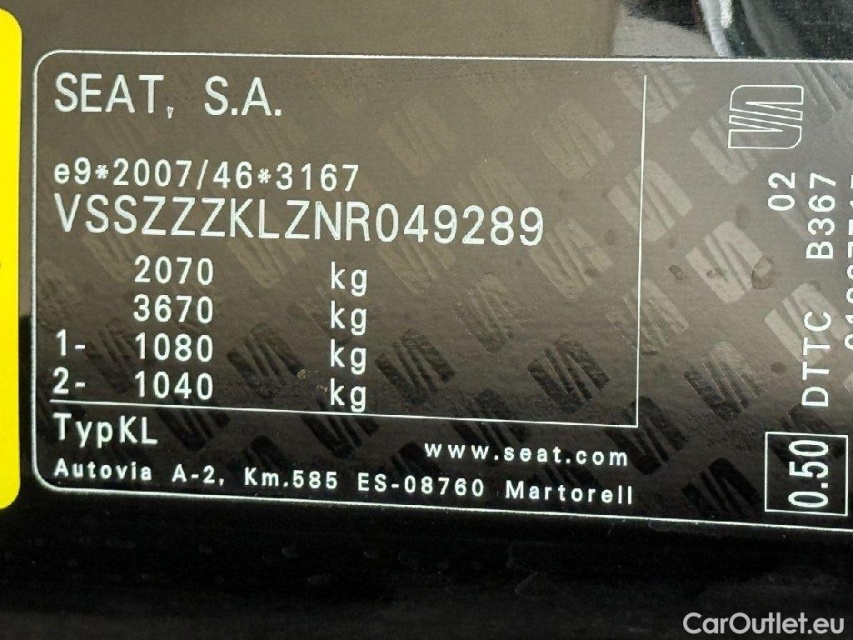 SEAT, S.A.
e9*2007/46*3167
VSSZZZKLZNR049289
2070 kg
3670 kg
1- 1080 kg
2- 1040 kg
TypKL
www.seat.com
Autovia A-2, Km.585 ES-08760 Martorell
02
DTTC B367
0.50
CarOutlet.eu